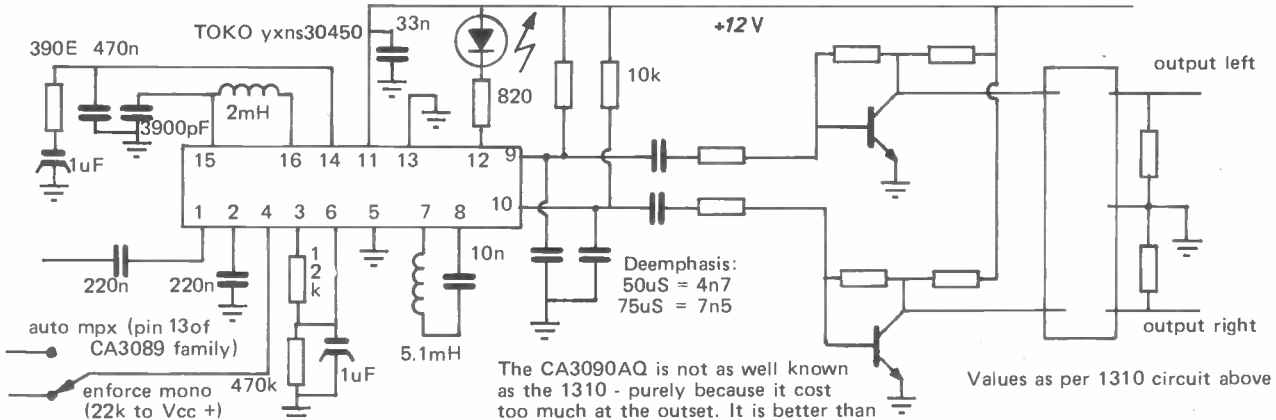 +12 V
TOKO yxns30450
33n
390E 470n
10k
output left
820
3900pF
2mH
1uF
15 16 14 11 13 12 9
10
1 2 4 3 6 5 7 8
10n
12k
220n
220n
Deemphasis:
50uS = 4n7
75uS = 7n5
auto mpx (pin 13of
CA3089 family)
output right
5.1mH
470k
1uF
enforce mono
(22k to Vcc +)
The CA3090AQ is not as well known
as the 1310 - purely because it cost
too much at the outset. It is better than
Values as per 1310 circuit above